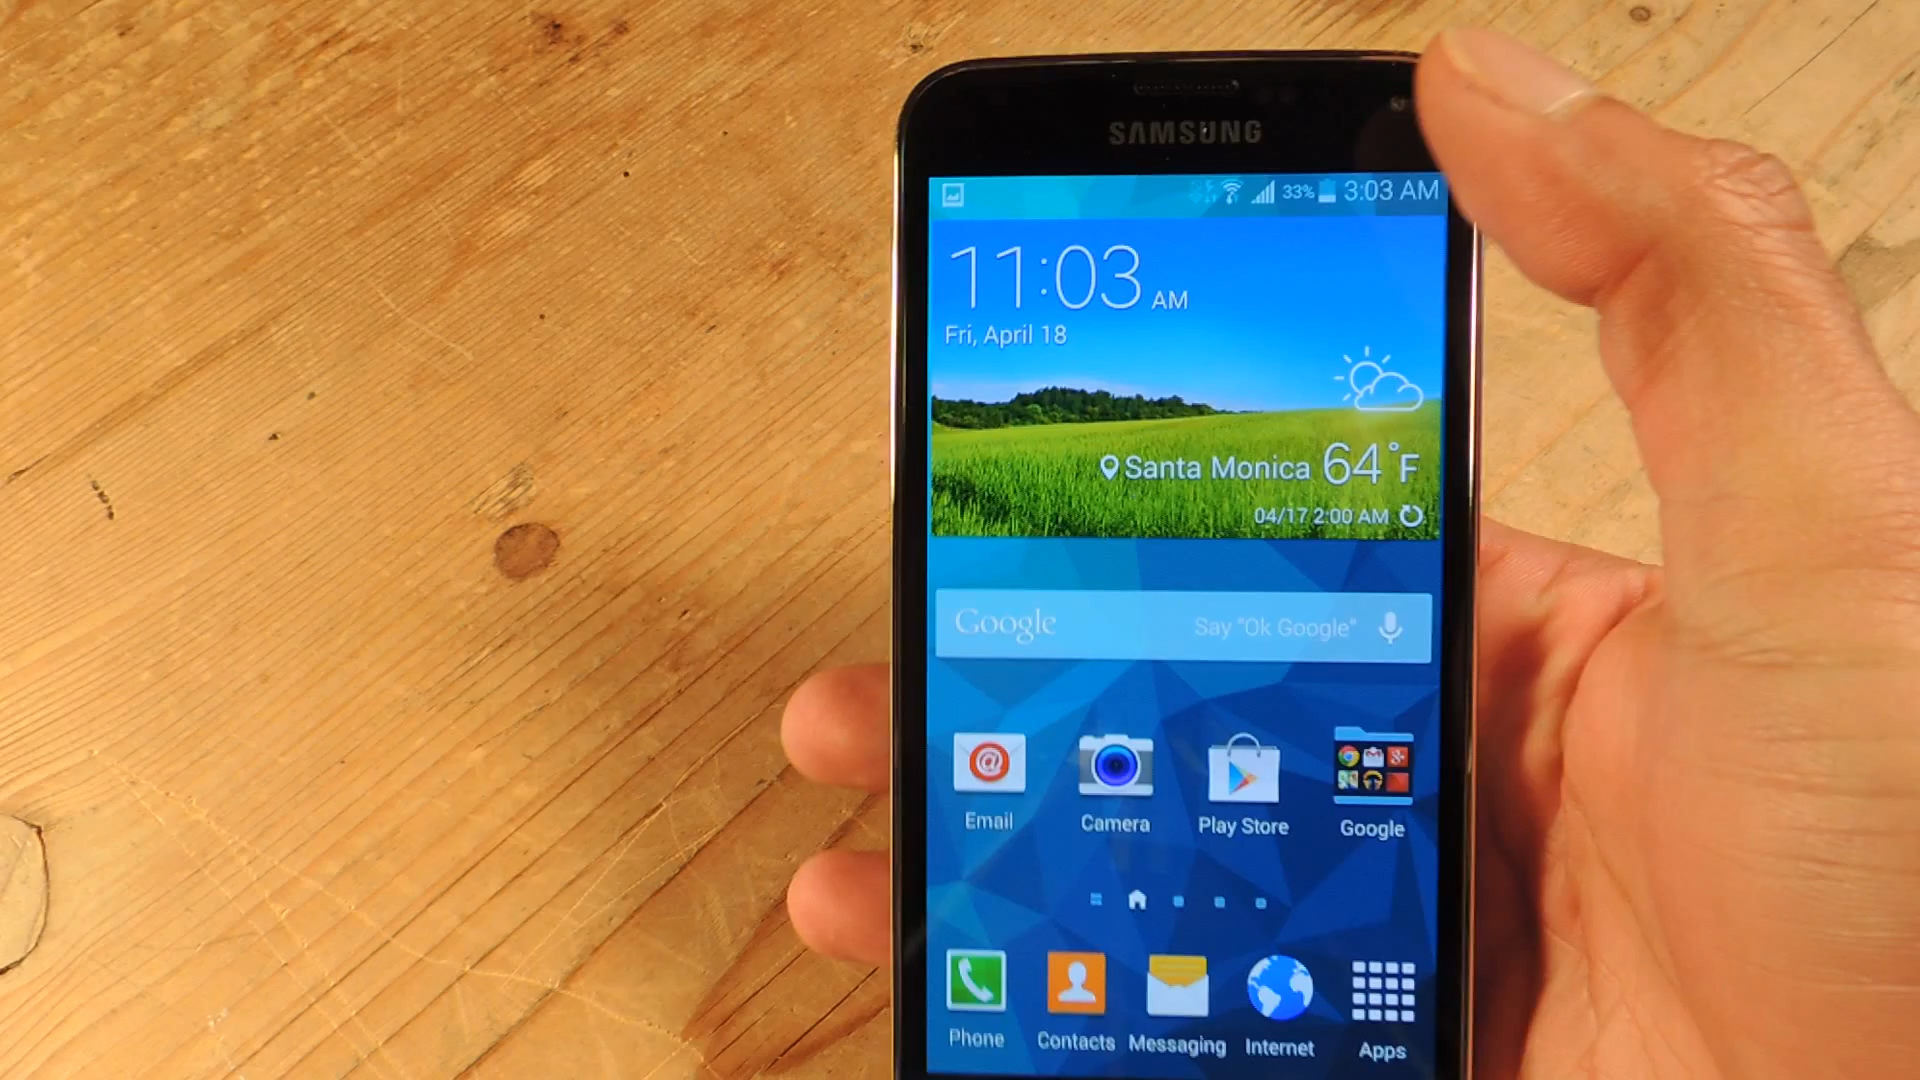 SAMSUNG
33% 3:03 AM
11:03 AM
Fri, April 18
Santa Monica 64°F
04/17 2:00 AM
Google Say "Ok Google"
Email Camera Play Store Google
Phone Contacts Messaging Internet Apps